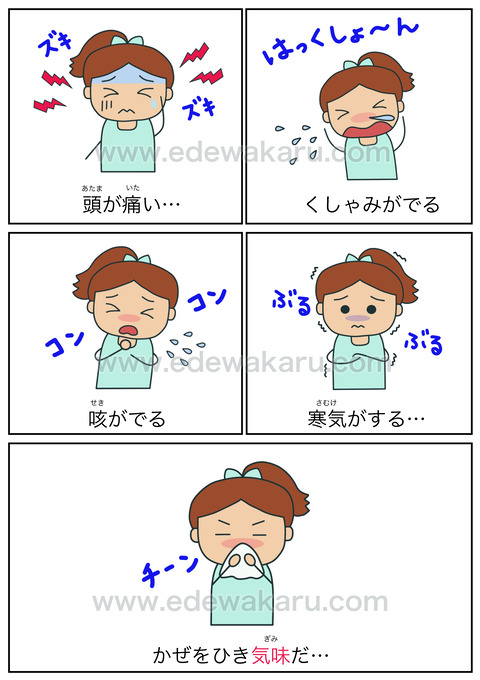 ズキ
ズキ
www.edewakaru.com
あたま いた
頭が痛い…
はっくしょ〜ん
www.edewakaru.com
くしゃみがでる
コン
コン
www.edewakaru.com
せき
咳がでる
ぶる
ぶる
www.edewakaru.com
さむけ
寒気がする…
チーン
www.edewakaru.com
ぎみ
かぜをひき気味だ…